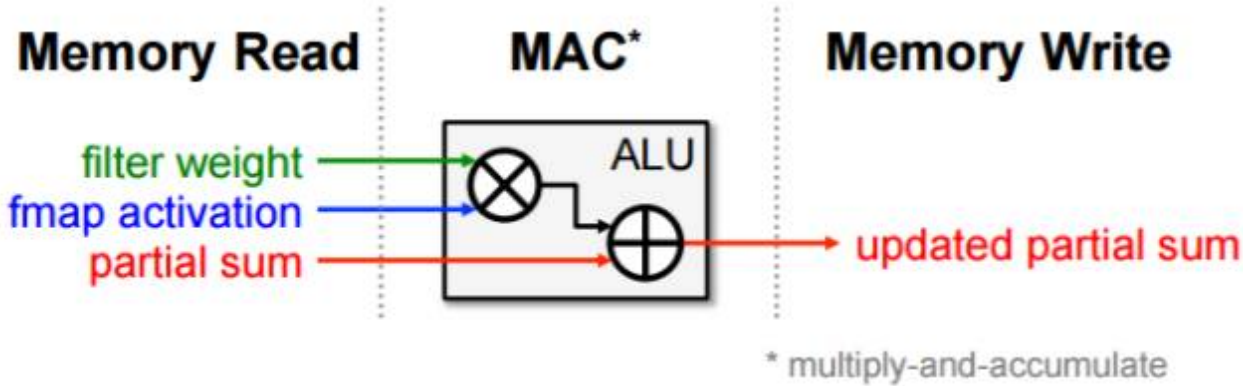 Memory Read
MAC*
Memory Write
ALU
filter weight
fmap activation
partial sum
updated partial sum
* multiply-and-accumulate